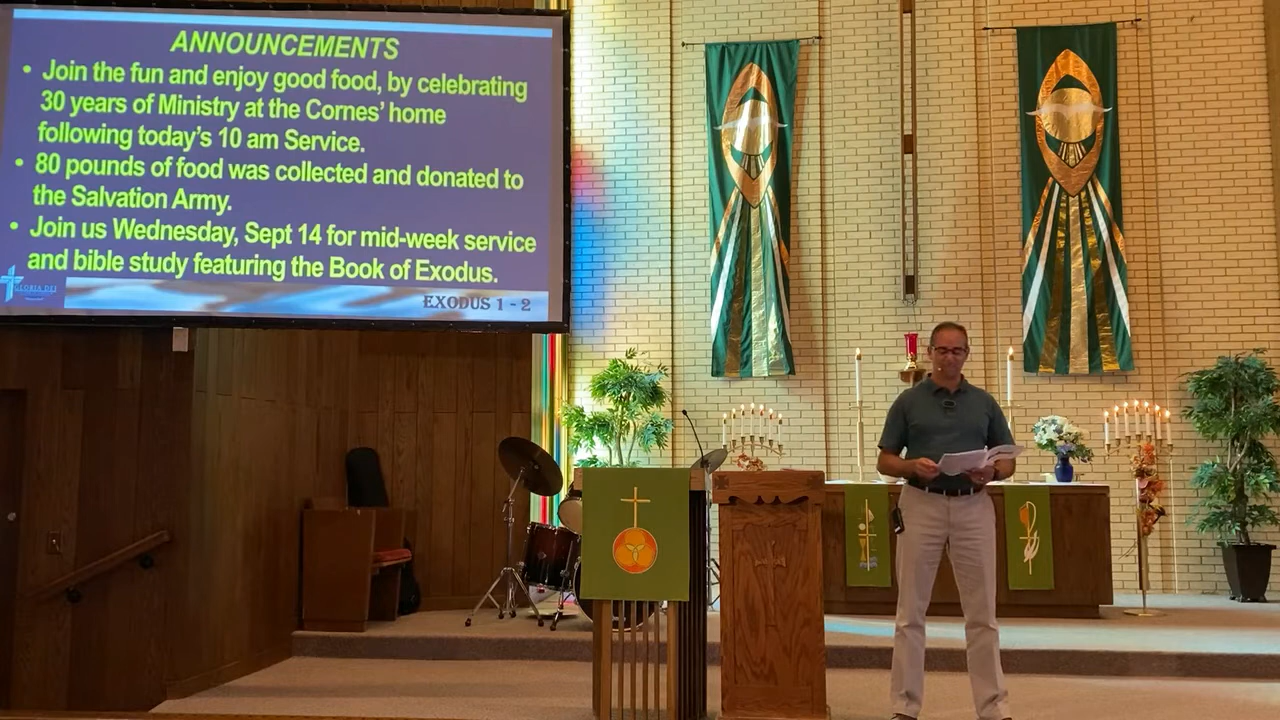 ANNOUNCEMENTS
• Join the fun and enjoy good food, by celebrating
30 years of Ministry at the Cornes' home
following today's 10 am Service.
• 80 pounds of food was collected and donated to
the Salvation Army.
• Join us Wednesday, Sept 14 for mid-week service
and bible study featuring the Book of Exodus.
GLORIA DEI
EXODUS 1 - 2